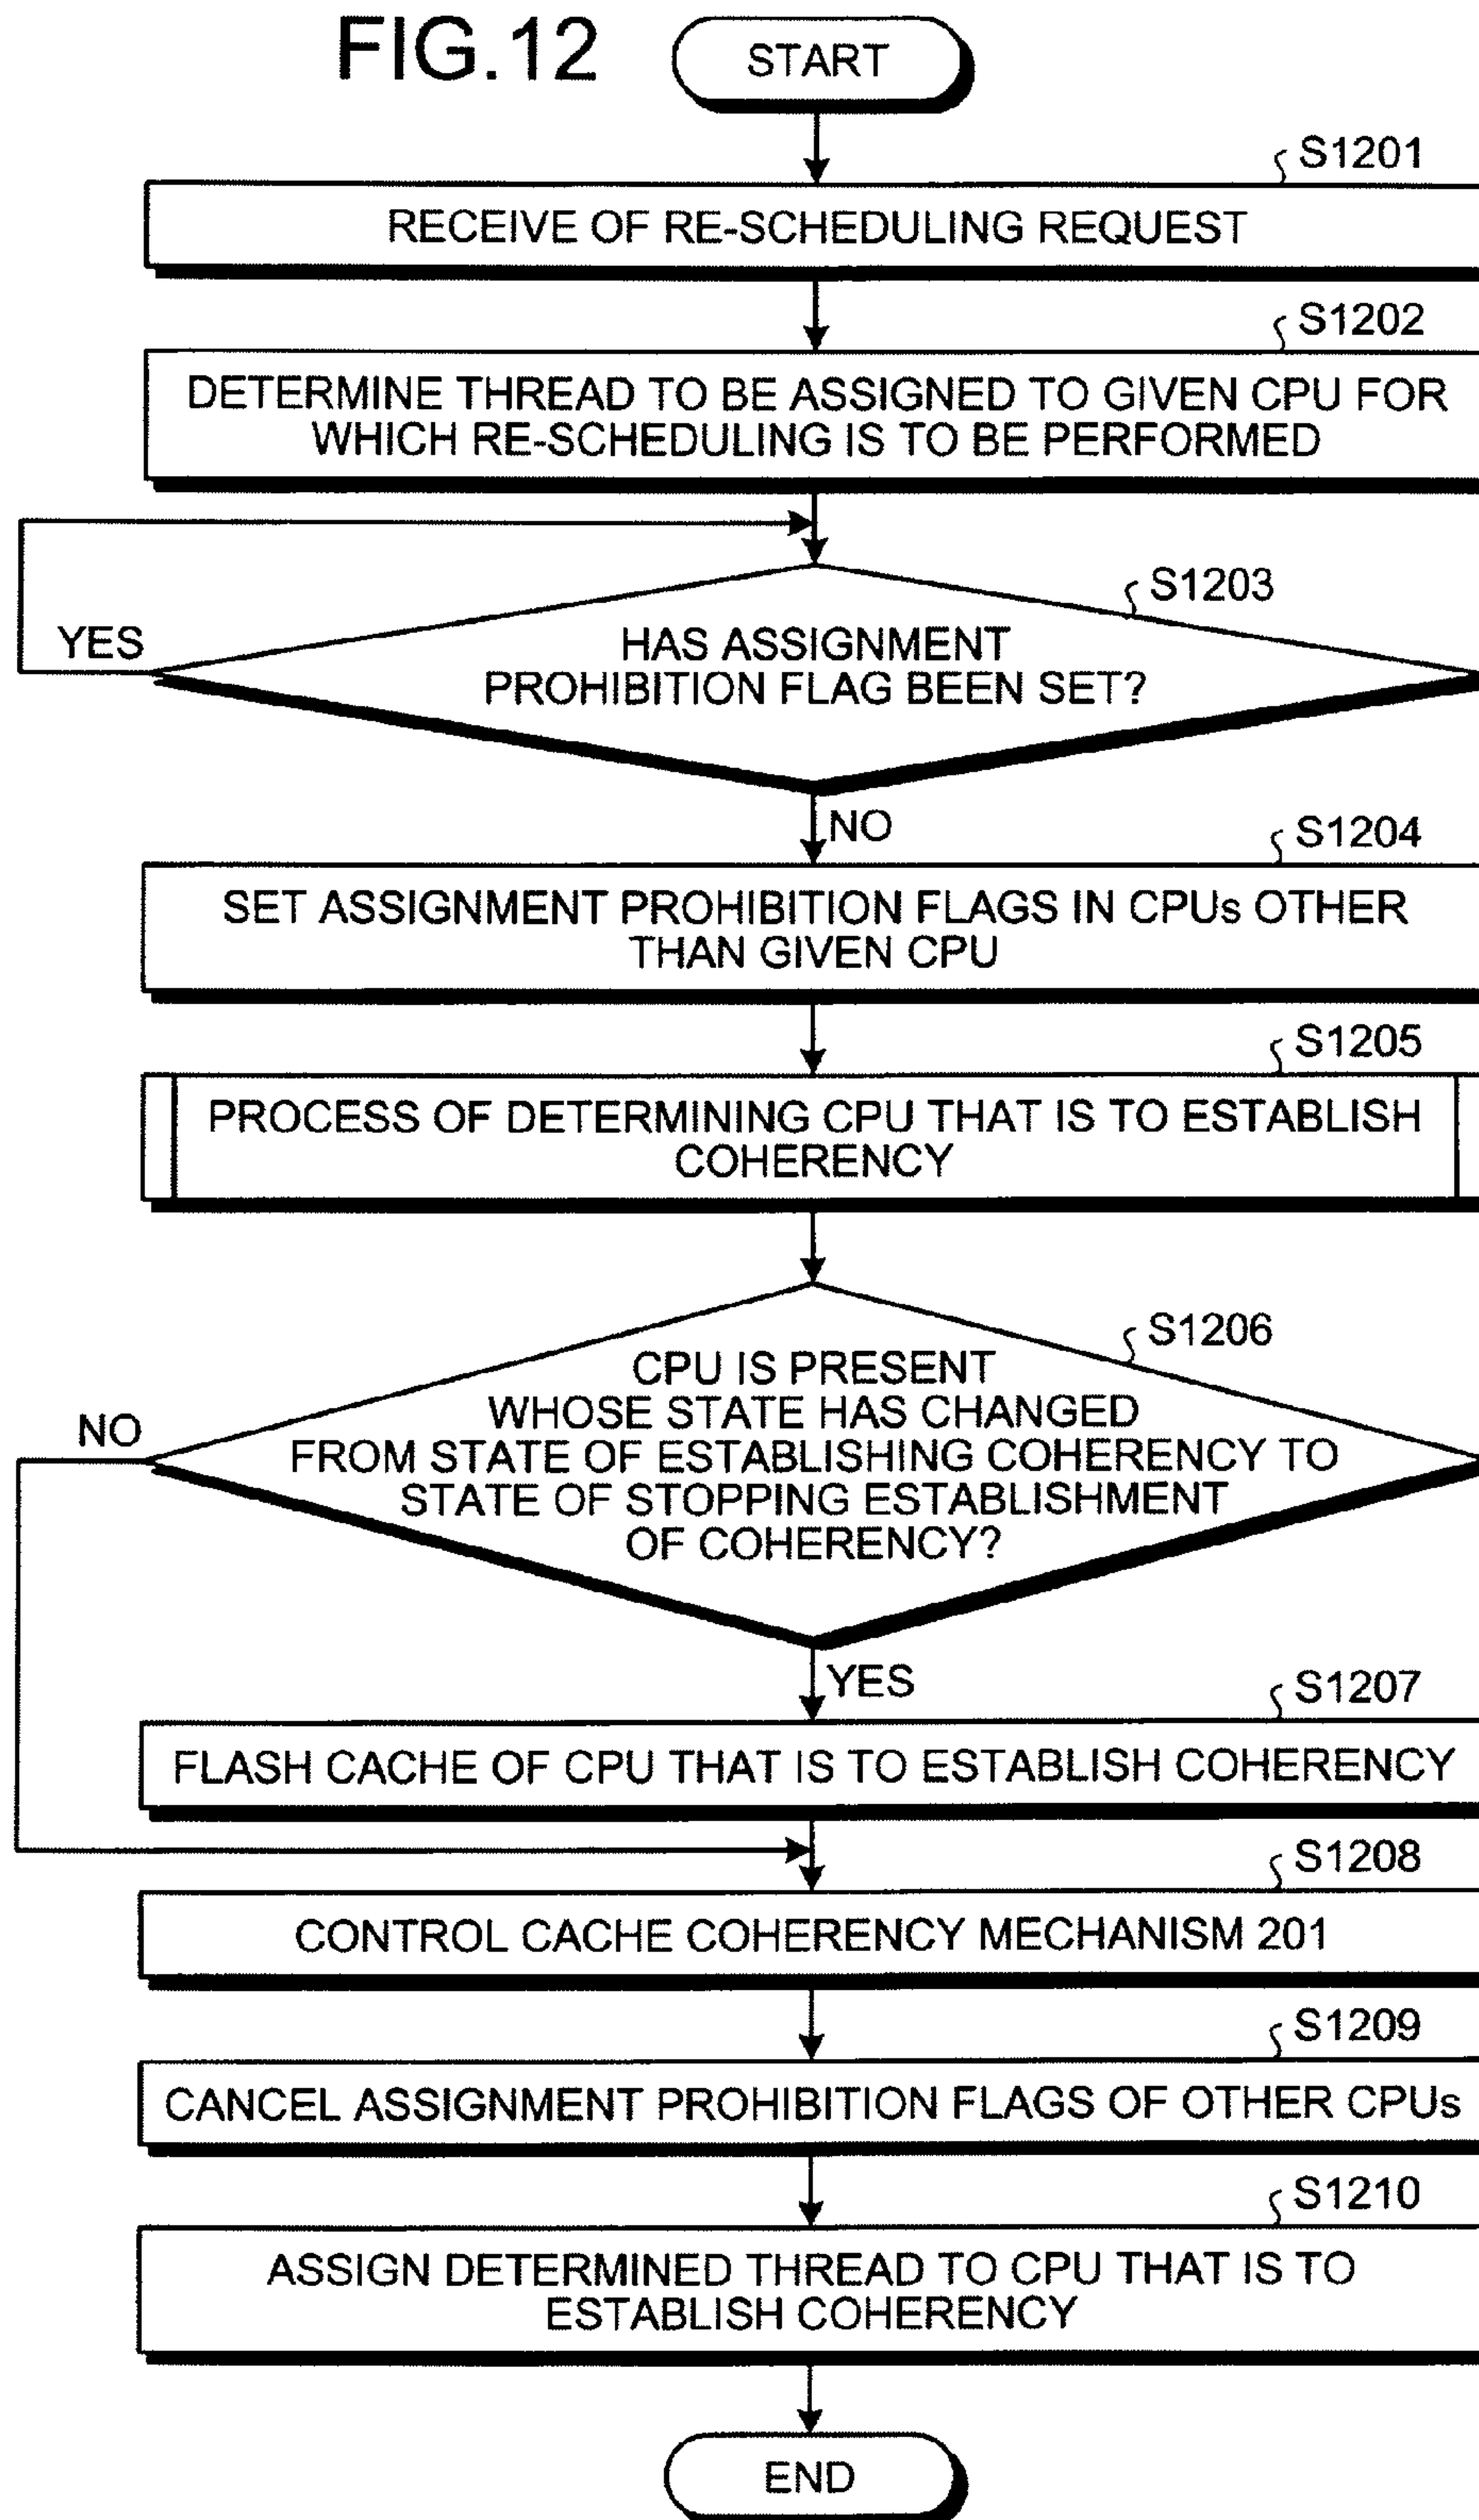 FIG.12
START
S1201
RECEIVE OF RE-SCHEDULING REQUEST
S1202
DETERMINE THREAD TO BE ASSIGNED TO GIVEN CPU FOR
WHICH RE-SCHEDULING IS TO BE PERFORMED
S1203
YES
HAS ASSIGNMENT
PROHIBITION FLAG BEEN SET?
NO
S1204
SET ASSIGNMENT PROHIBITION FLAGS IN CPUs OTHER
THAN GIVEN CPU
S1205
PROCESS OF DETERMINING CPU THAT IS TO ESTABLISH
COHERENCY
S1206
CPU IS PRESENT
WHOSE STATE HAS CHANGED
NO
FROM STATE OF ESTABLISHING COHERENCY TO
STATE OF STOPPING ESTABLISHMENT
OF COHERENCY?
YES
S1207
FLASH CACHE OF CPU THAT IS TO ESTABLISH COHERENCY
S1208
CONTROL CACHE COHERENCY MECHANISM 201
S1209
CANCEL ASSIGNMENT PROHIBITION FLAGS OF OTHER CPUs
S1210
ASSIGN DETERMINED THREAD TO CPU THAT IS TO
ESTABLISH COHERENCY
END